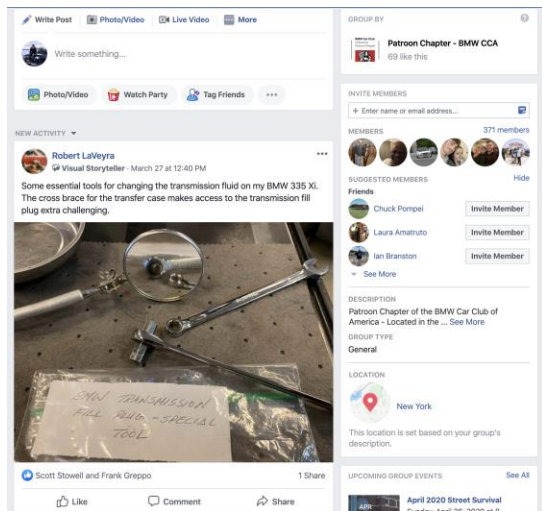 Write Post
Photo/Video
Live Video
More
Write something...
Photo/Video
Watch Party
Tag Friends
NEW ACTIVITY
Robert LaVeyra
Visual Storyteller · March 27 at 12:40 PM
Some essential tools for changing the transmission fluid on my BMW 335 Xi.
The cross brace for the transfer case makes access to the transmission fill
plug extra challenging.
BMW TRANSMISSION
FILL PLUG - SPECIAL
TOOL
Scott Stowell and Frank Greppo
1 Share
Like
Comment
Share
GROUP BY
Patroon Chapter - BMW CCA
69 like this
INVITE MEMBERS
+ Enter name or email address...
MEMBERS
371 members
SUGGESTED MEMBERS
Hide
Friends
Chuck Pompei
Invite Member
Laura Amatruto
Invite Member
Ian Branston
Invite Member
See More
DESCRIPTION
Patroon Chapter of the BMW Car Club of
America - Located in the ... See More
GROUP TYPE
General
LOCATION
New York
This location is set based on your group's
description.
UPCOMING GROUP EVENTS
See All
APR
April 2020 Street Survival